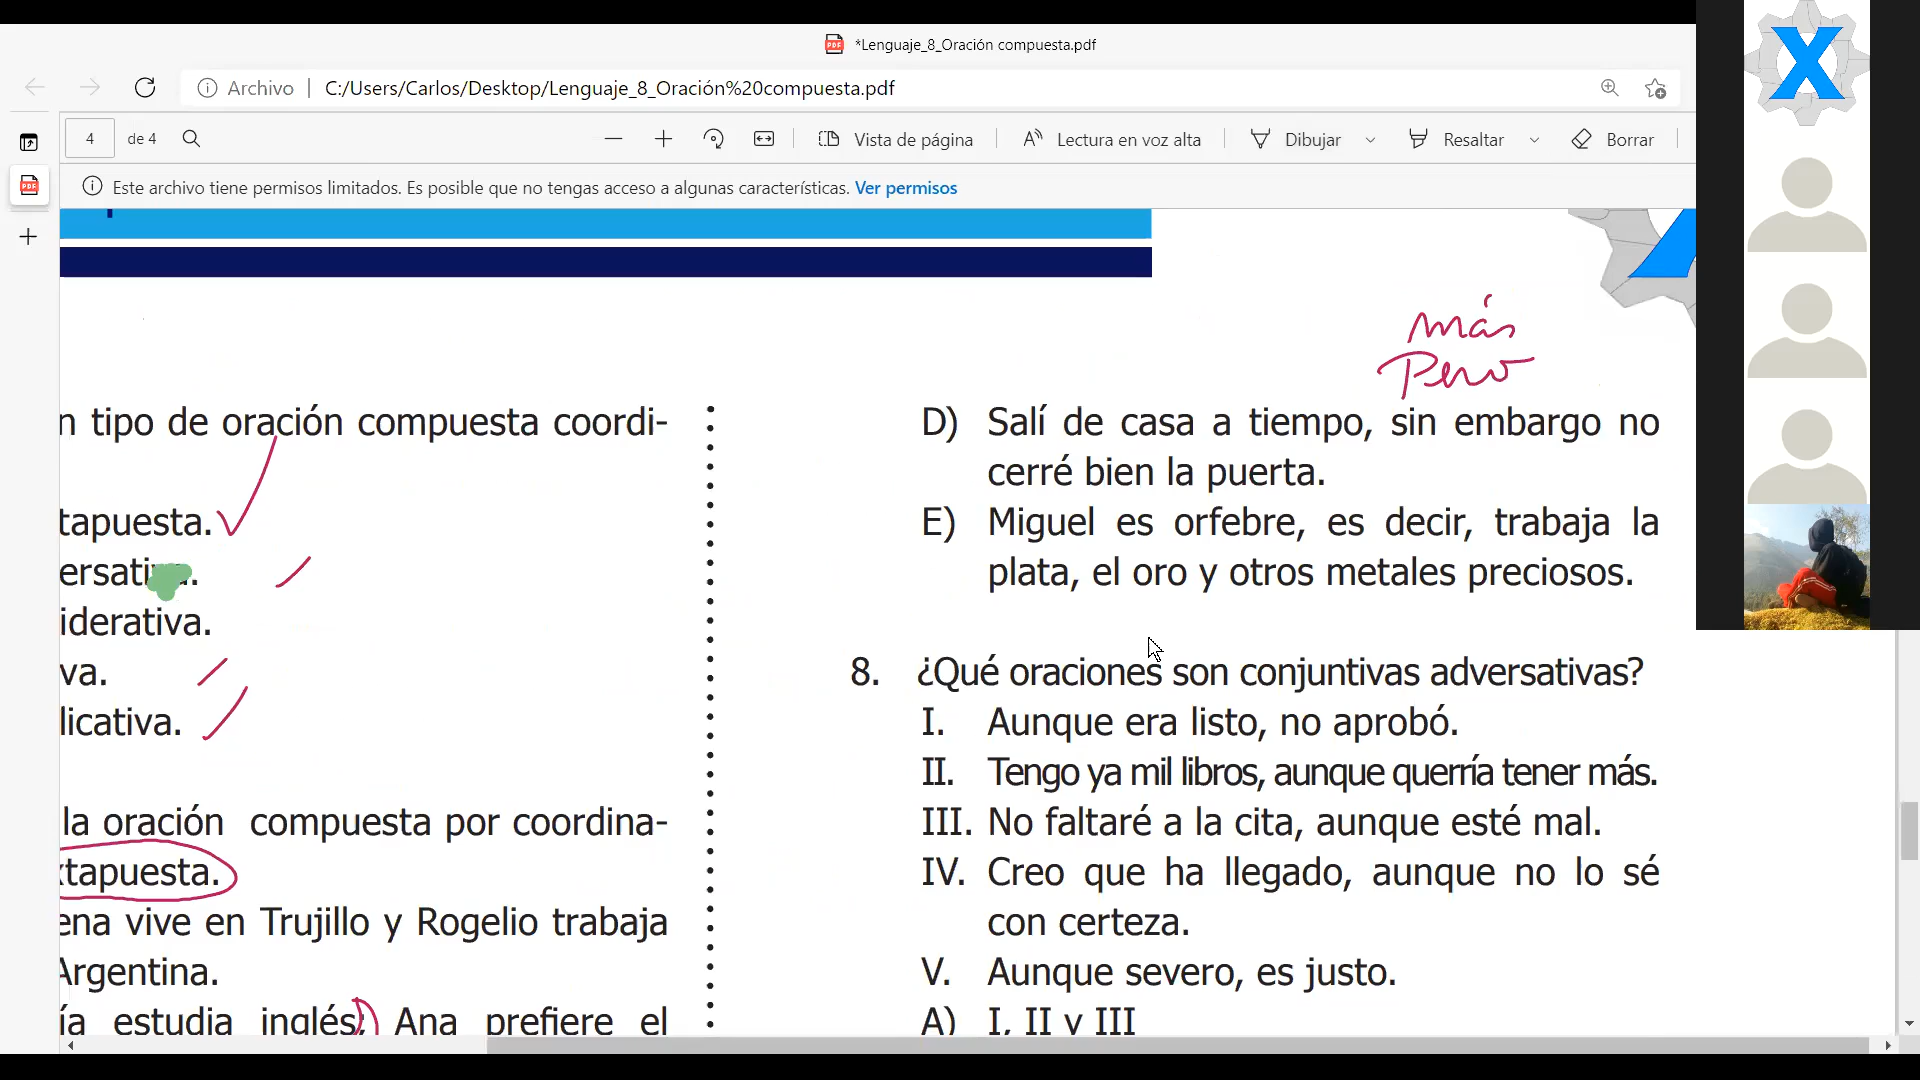 *Lenguaje_8_Oración compuesta.pdf
Archivo | C:/Users/Carlos/Desktop/Lenguaje_8_Oración%20compuesta.pdf
4 de 4 Vista de página Lectura en voz alta Dibujar Resaltar Borrar
Este archivo tiene permisos limitados. Es posible que no tengas acceso a algunas características. Ver permisos
n tipo de oración compuesta coordi-
tapuesta.
iderativa.
va.
licativa.
la oración compuesta por coordina-
xtapuesta.
ena vive en Trujillo y Rogelio trabaja
Argentina.
ía estudia inglés; Ana prefiere el
más
Pero
D) Salí de casa a tiempo, sin embargo no
cerré bien la puerta.
E) Miguel es orfebre, es decir, trabaja la
plata, el oro y otros metales preciosos.
8. ¿Qué oraciones son conjuntivas adversativas?
I. Aunque era listo, no aprobó.
II. Tengo ya mil libros, aunque querría tener más.
III. No faltaré a la cita, aunque esté mal.
IV. Creo que ha llegado, aunque no lo sé
con certeza.
V. Aunque severo, es justo.
A) I, II y III
X